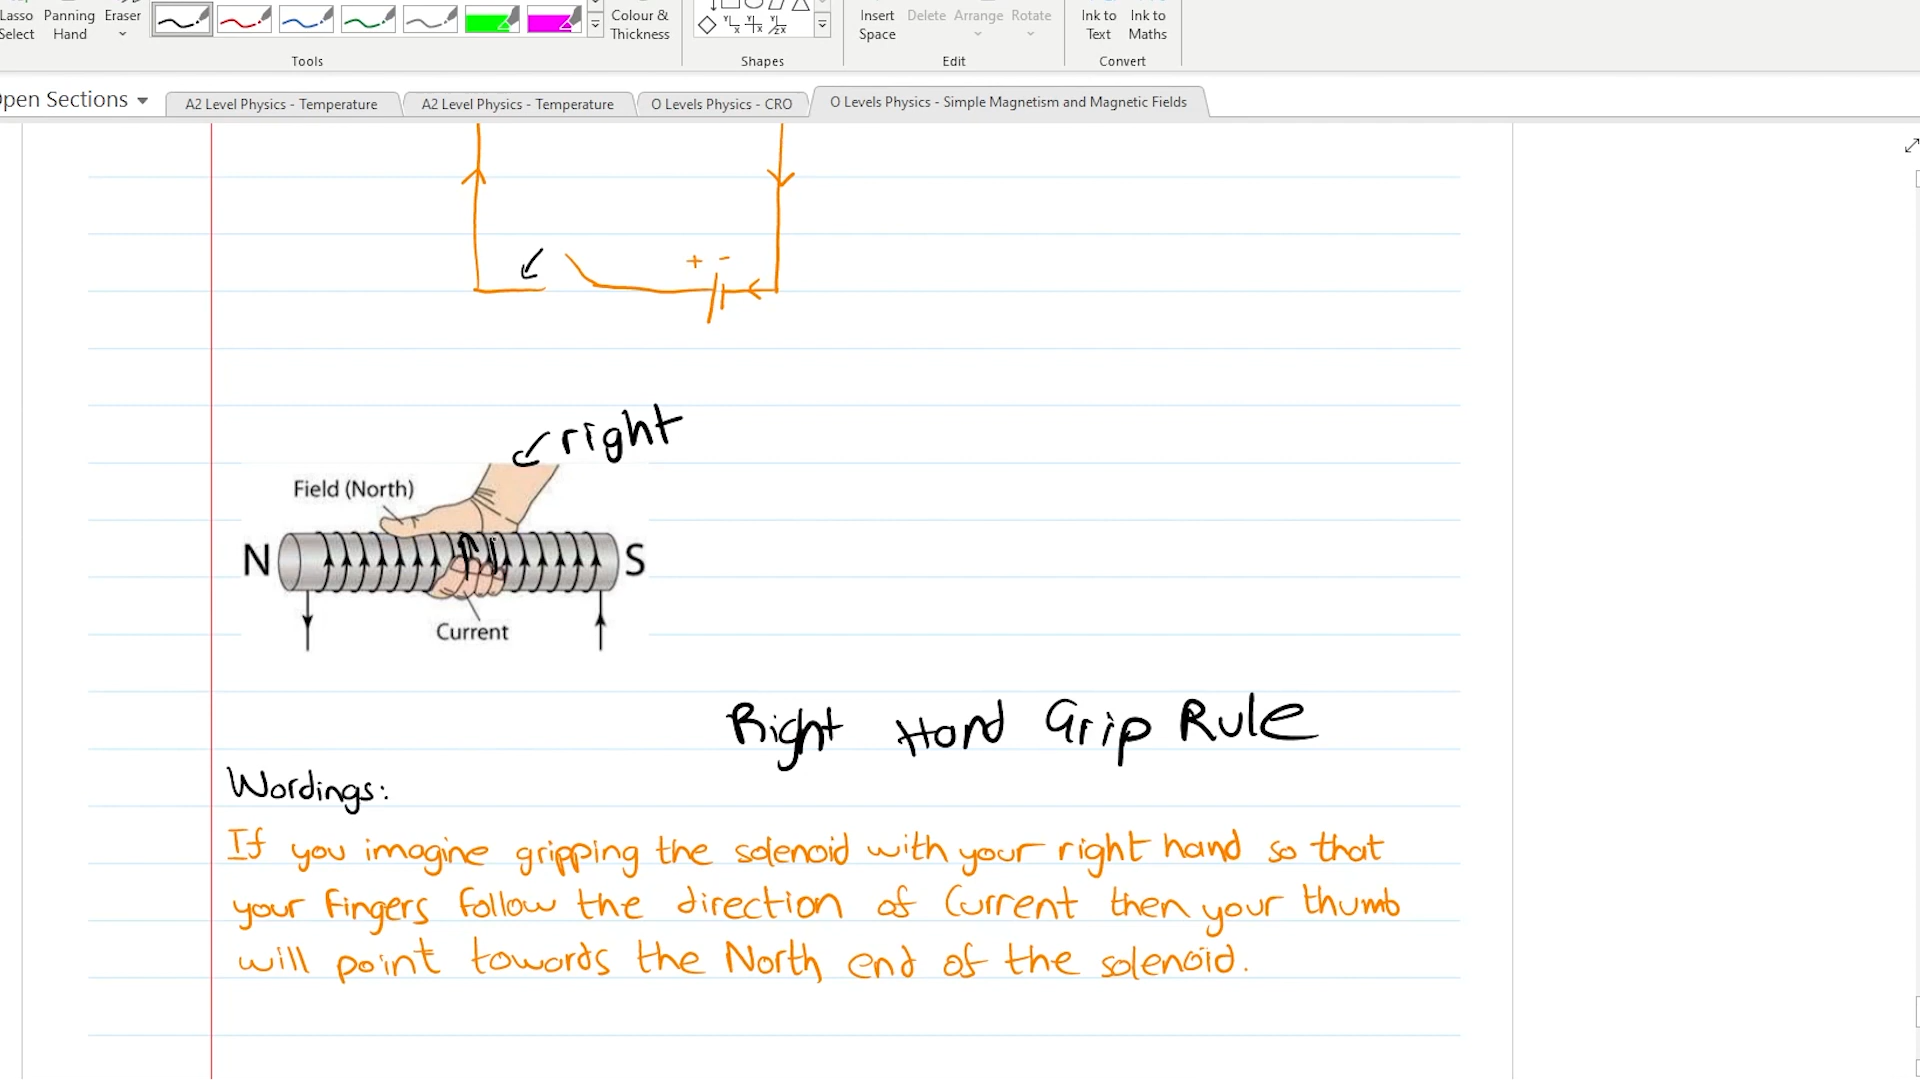 Lasso
Select
Panning
Hand
Eraser
Colour &
Thickness
Insert
Space
Delete
Arrange
Rotate
Ink to
Text
Ink to
Maths
Tools
Shapes
Edit
Convert
Open Sections
A2 Level Physics - Temperature
A2 Level Physics - Temperature
O Levels Physics - CRO
O Levels Physics - Simple Magnetism and Magnetic Fields
+ -
right
Field (North)
N
S
Current
Right Hand Grip Rule
Wordings:
If you imagine gripping the solenoid with your right hand so that
your fingers follow the direction of Current then your thumb
will point towards the North end of the solenoid.